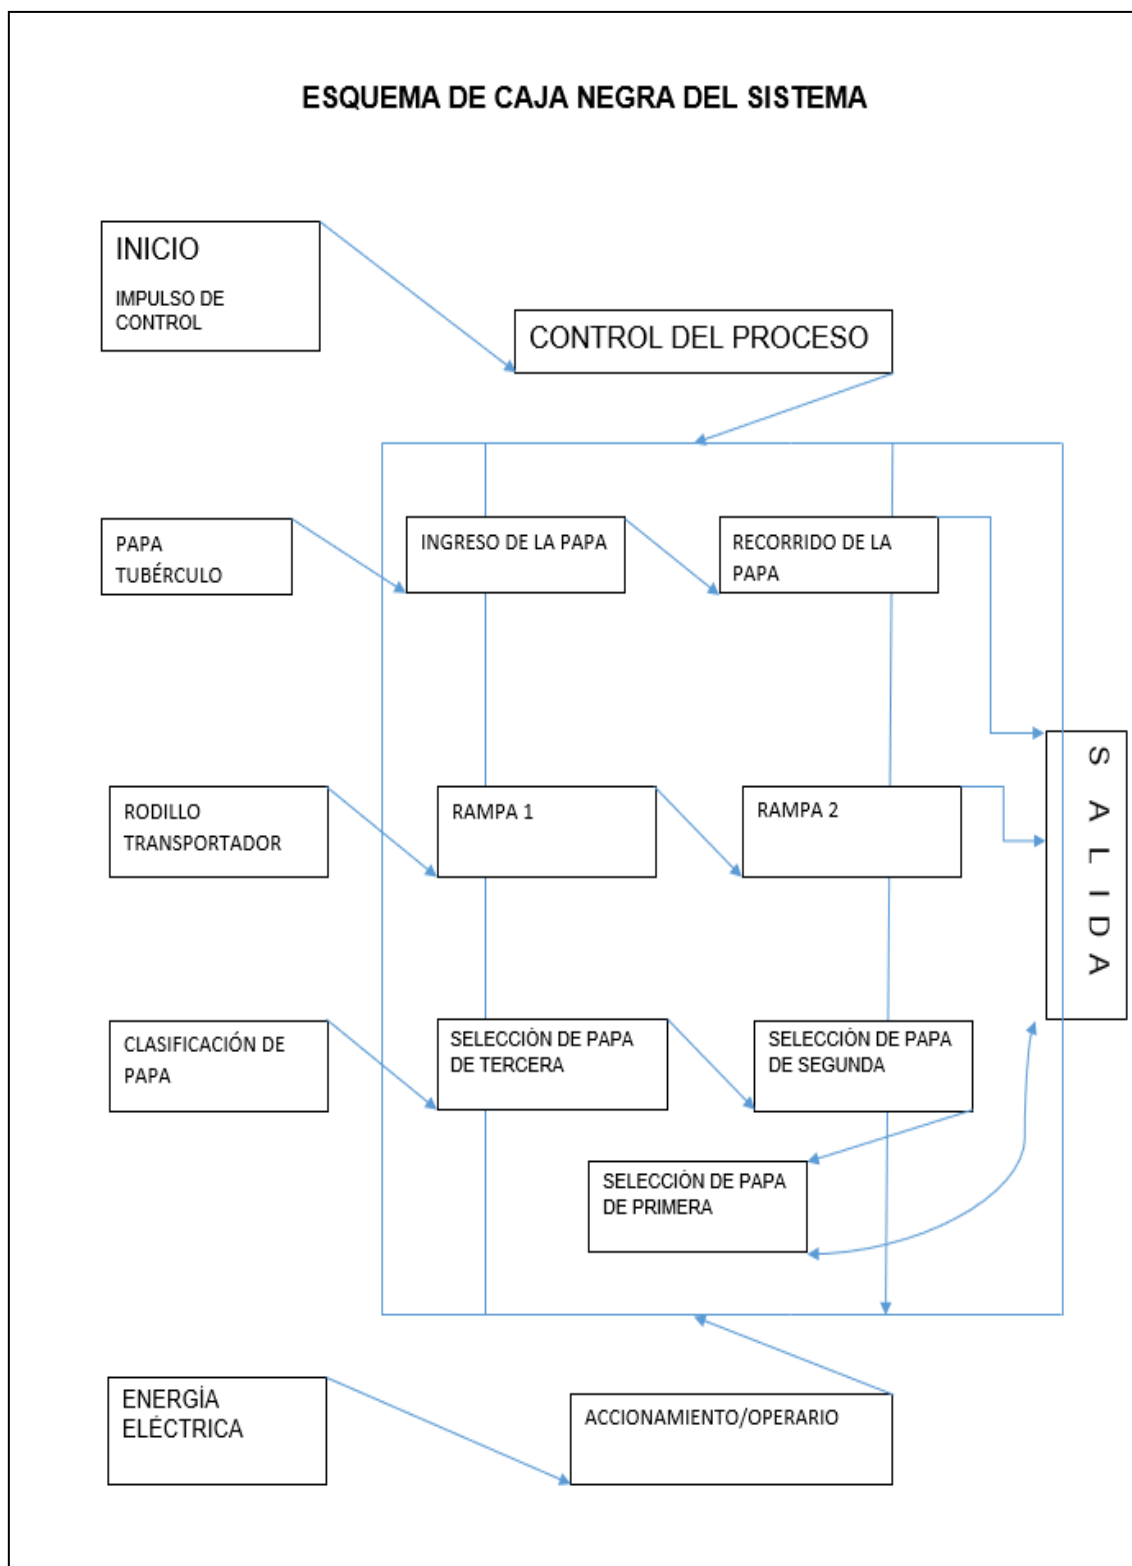 ESQUEMA DE CAJA NEGRA DEL SISTEMA
INICIO
IMPULSO DE
CONTROL
CONTROL DEL PROCESO
PAPA
TUBÉRCULO
INGRESO DE LA PAPA
RECORRIDO DE LA
PAPA
RODILLO
TRANSPORTADOR
RAMPA 1
RAMPA 2
SALIDA
CLASIFICACIÓN DE
PAPA
SELECCIÓN DE PAPA
DE TERCERA
SELECCIÓN DE PAPA
DE SEGUNDA
SELECCIÓN DE PAPA
DE PRIMERA
ENERGÍA
ELÉCTRICA
ACCIONAMIENTO/OPERARIO